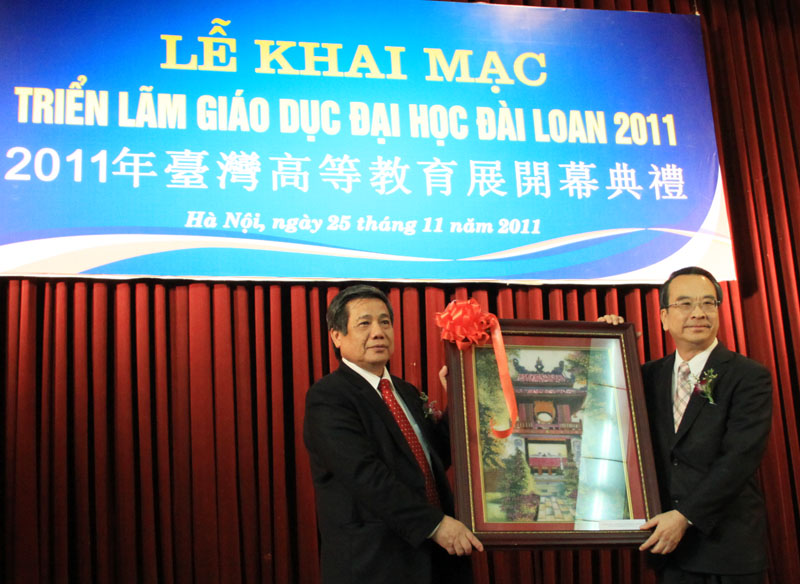 LỄ KHAI MẠC
TRIỂN LÃM GIÁO DỤC ĐẠI HỌC ĐÀI LOAN 2011
2011年臺灣高等教育展開幕典禮
Hà Nội, ngày 25 tháng 11 năm 2011